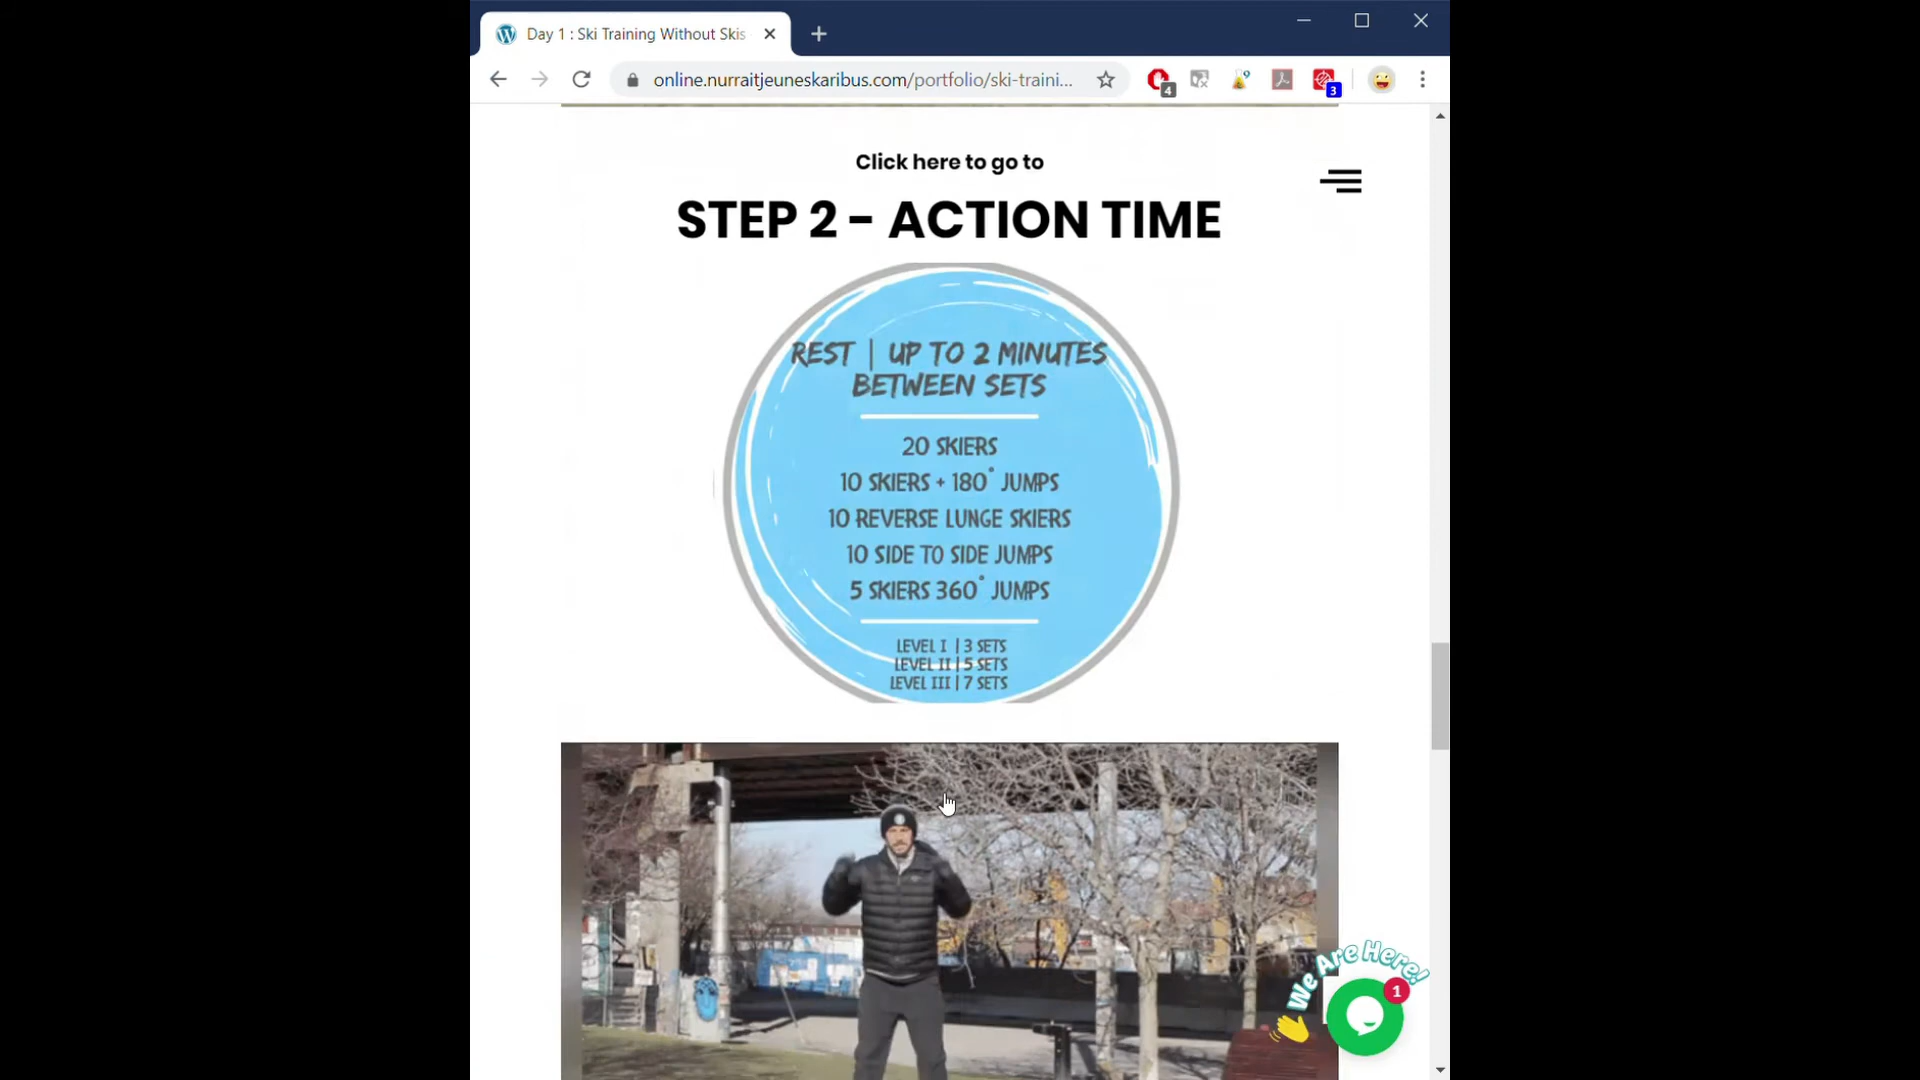 Day 1 : Ski Training Without Skis
online.nurraitjeuneskaribus.com/portfolio/ski-traini...
4
3
Click here to go to
STEP 2 - ACTION TIME
REST | UP TO 2 MINUTES
BETWEEN SETS
20 SKIERS
10 SKIERS + 180° JUMPS
10 REVERSE LUNGE SKIERS
10 SIDE TO SIDE JUMPS
5 SKIERS 360° JUMPS
LEVEL I | 3 SETS
LEVEL II | 5 SETS
LEVEL III | 7 SETS
We Are Here!
1